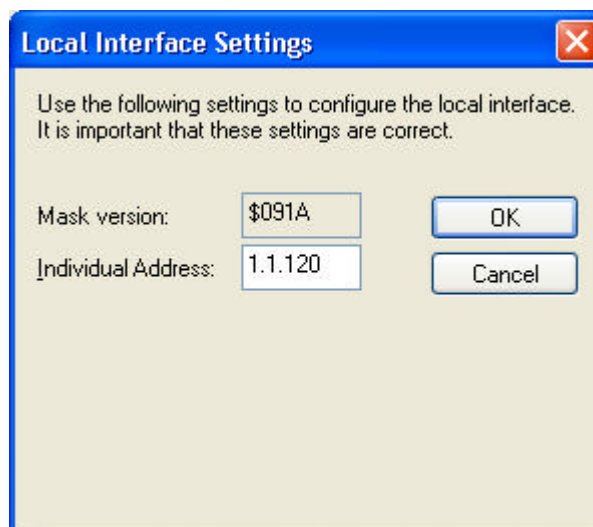 Local Interface Settings
Use the following settings to configure the local interface.
It is important that these settings are correct.
Mask version: $091A OK
Individual Address: 1.1.120 Cancel